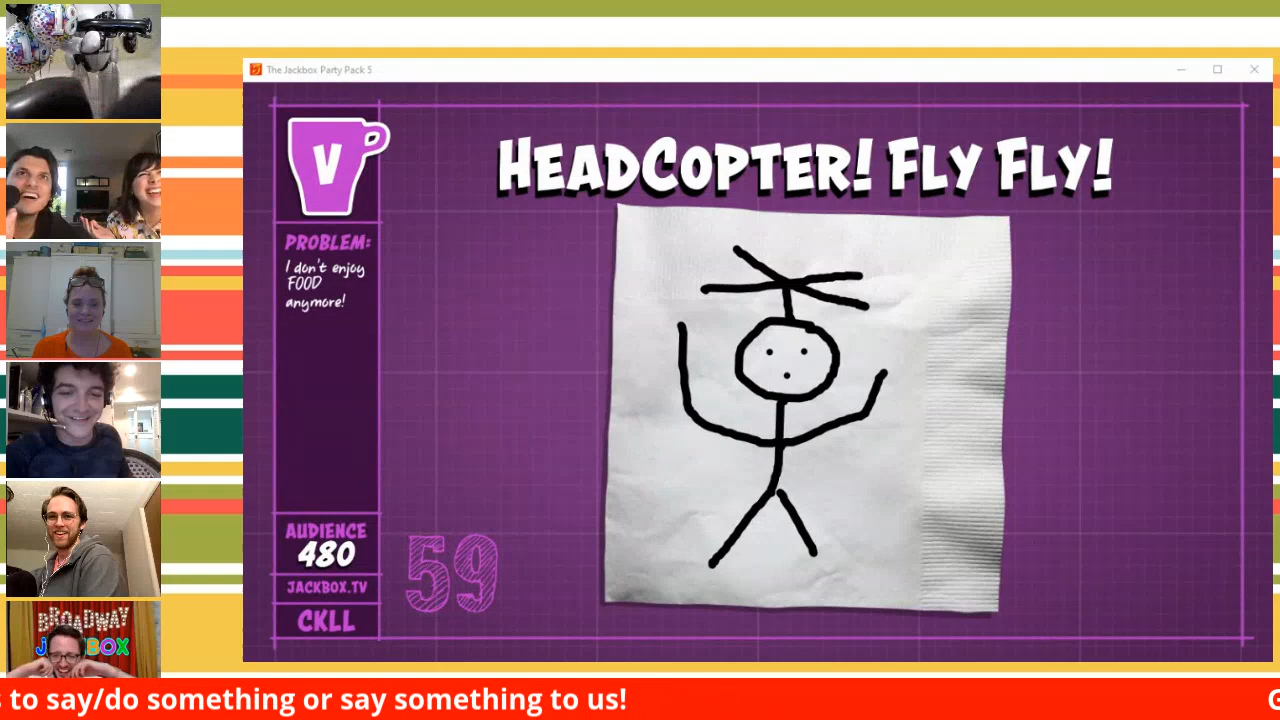 The Jackbox Party Pack 5
HEADCOPTER! FLY FLY!
V
PROBLEM:
I don't enjoy
FOOD
anymore!
AUDIENCE
480
JACKBOX.TV
CKLL
59
18
BROADWAY
JACKBOX
s to say/do something or say something to us!
G